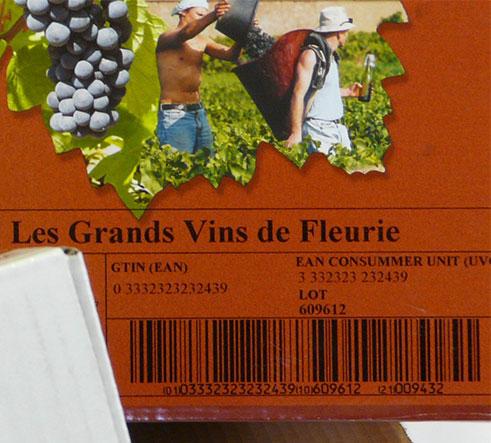 Les Grands Vins de Fleurie
GTIN (EAN)
0 3332323232439
EAN CONSUMMER UNIT (UVC
3 332323 232439
LOT
609612
(01)03332323232439(10)609612 (21)009432